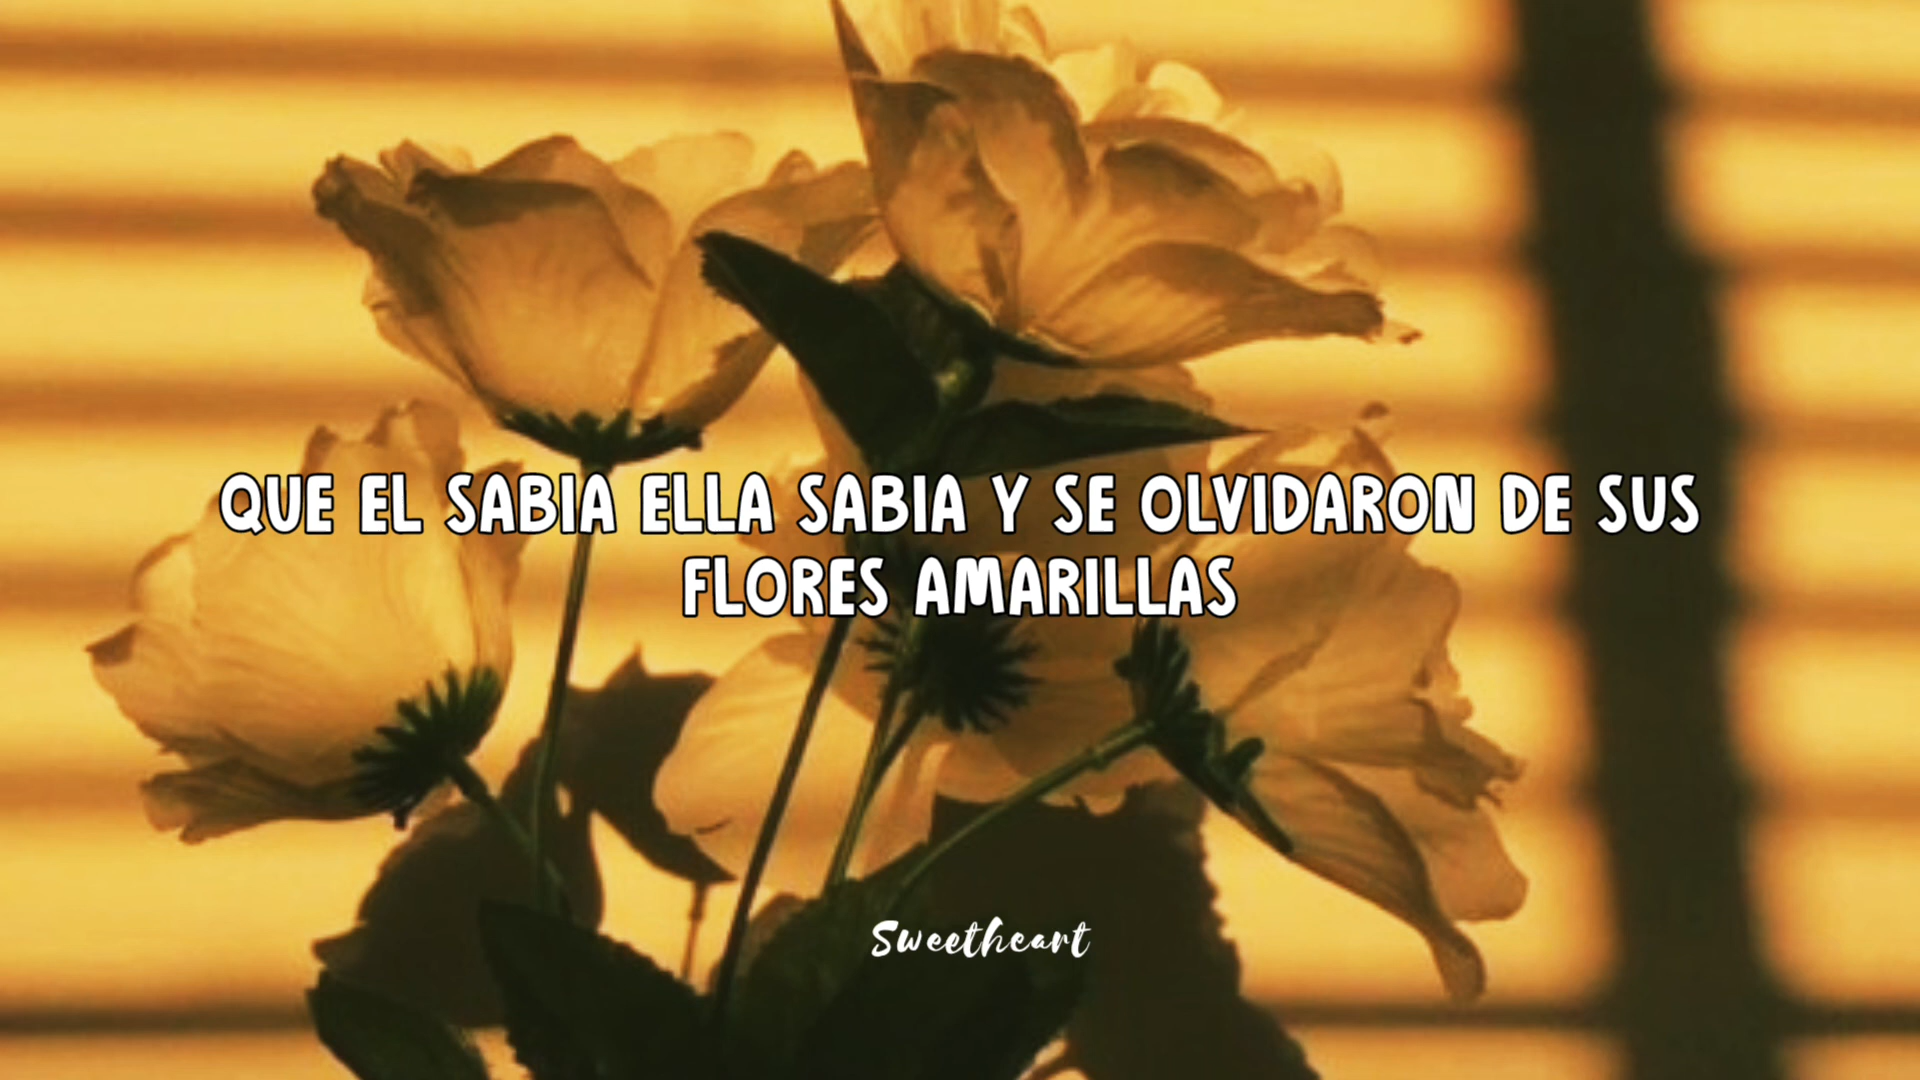 QUE EL SABIA ELLA SABIA Y SE OLVIDARON DE SUS
FLORES AMARILLAS
Sweetheart